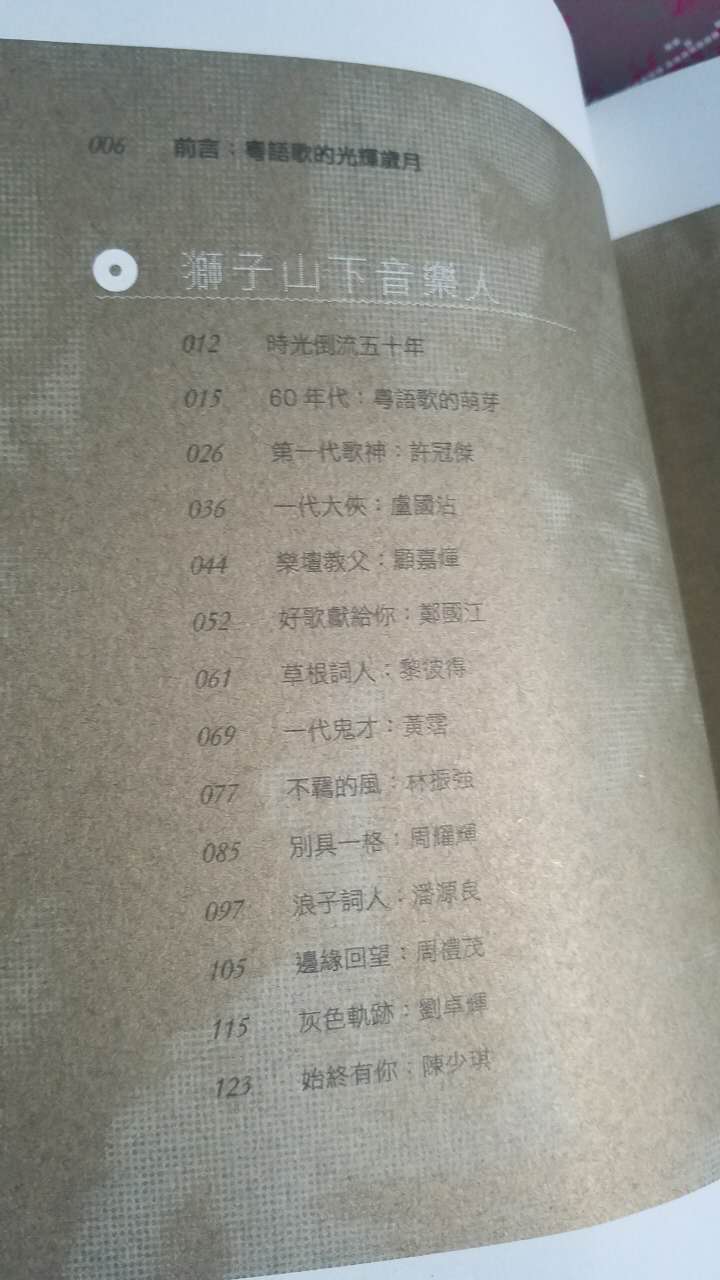 006 前言：粵語歌的光輝歲月
獅子山下音樂人
012 時光倒流五十年
015 60年代：粵語歌的萌芽
026 第一代歌神：許冠傑
036 一代大俠：盧國沾
044 樂壇教父：顧嘉煇
052 好歌獻給你：鄭國江
061 草根詞人：黎彼得
069 一代鬼才：黃霑
077 不羈的風：林振強
085 別具一格：周耀輝
097 浪子詞人：潘源良
105 邊緣回望：周禮茂
115 灰色軌跡：劉卓輝
123 始終有你：陳少琪